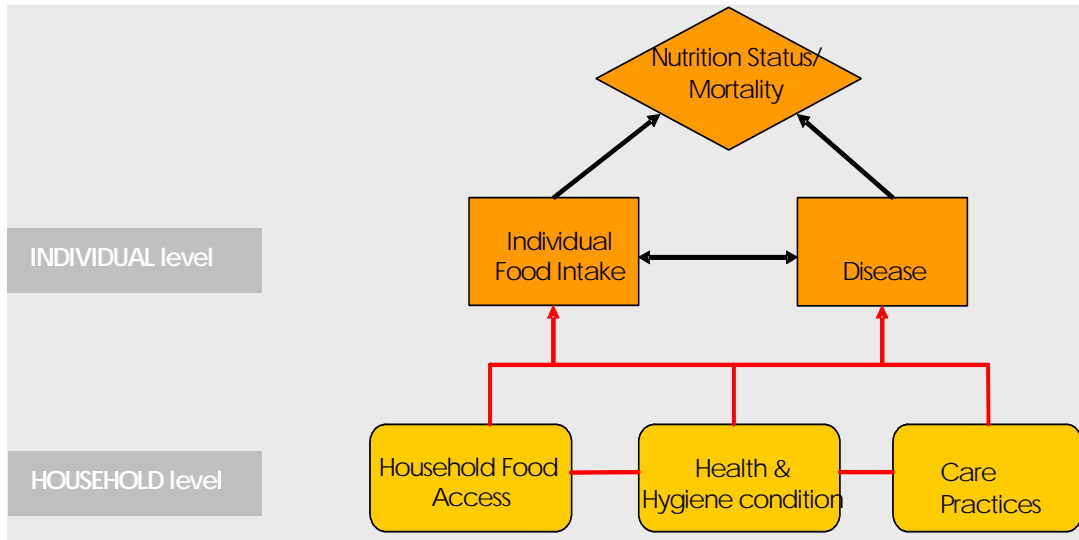 Nutrition Status/
Mortality
INDIVIDUAL level
Individual
Food Intake
Disease
HOUSEHOLD level
Household Food
Access
Health &
Hygiene condition
Care
Practices